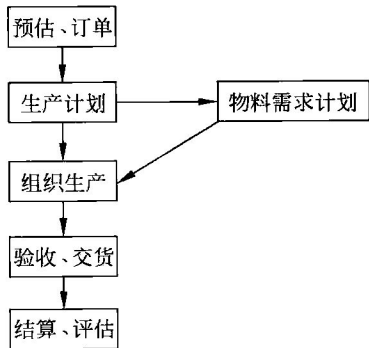 预估、订单
生产计划
物料需求计划
组织生产
验收、交货
结算、评估